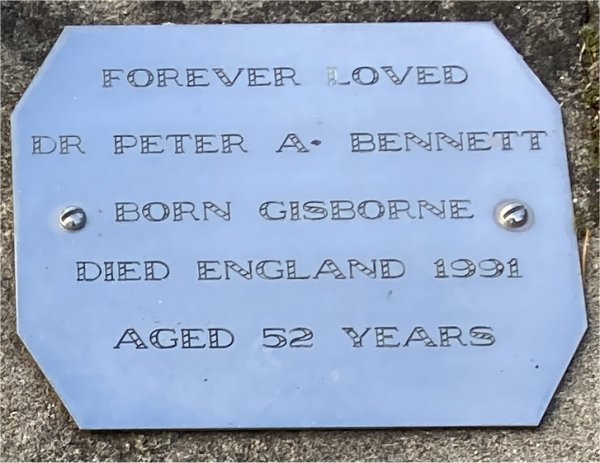 FOREVER LOVED
DR PETER A. BENNETT
BORN GISBORNE
DIED ENGLAND 1991
AGED 52 YEARS